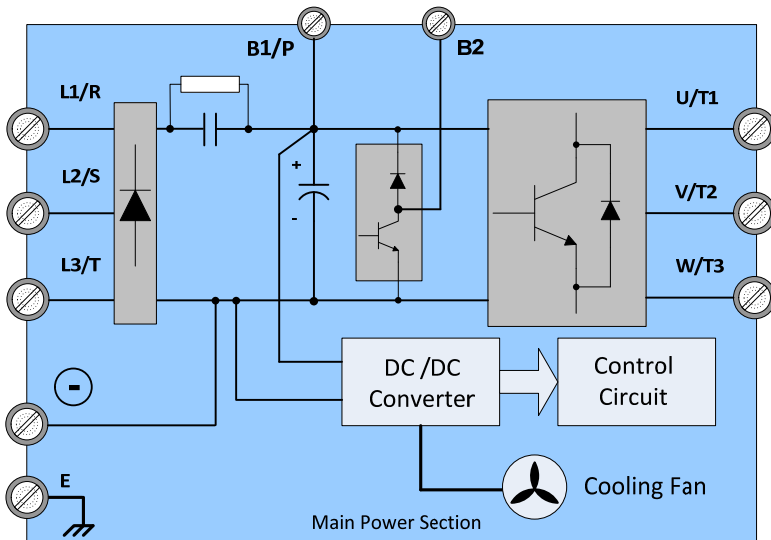 B1/P
B2
L1/R
U/T1
L2/S
+
-
V/T2
L3/T
W/T3
-
DC /DC
Converter
Control
Circuit
E
Cooling Fan
Main Power Section